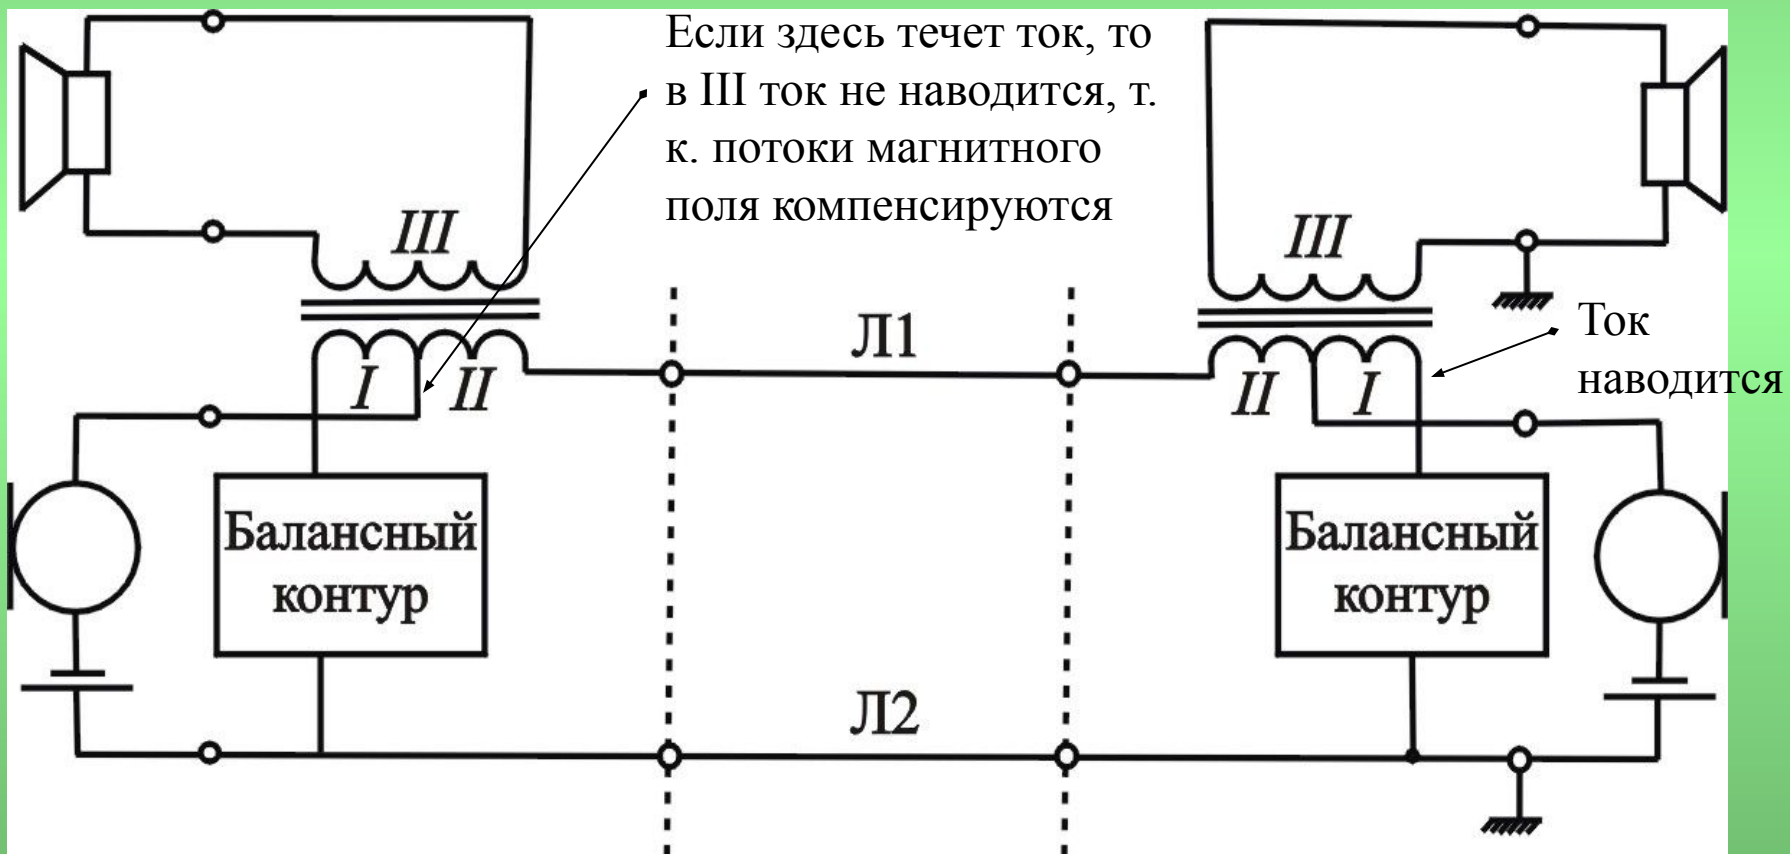 Если здесь течет ток, то
в III ток не наводится, т.
к. потоки магнитного
поля компенсируются
III
III
Л1
Ток
наводится
I
II
II
I
Балансный
контур
Балансный
контур
Л2